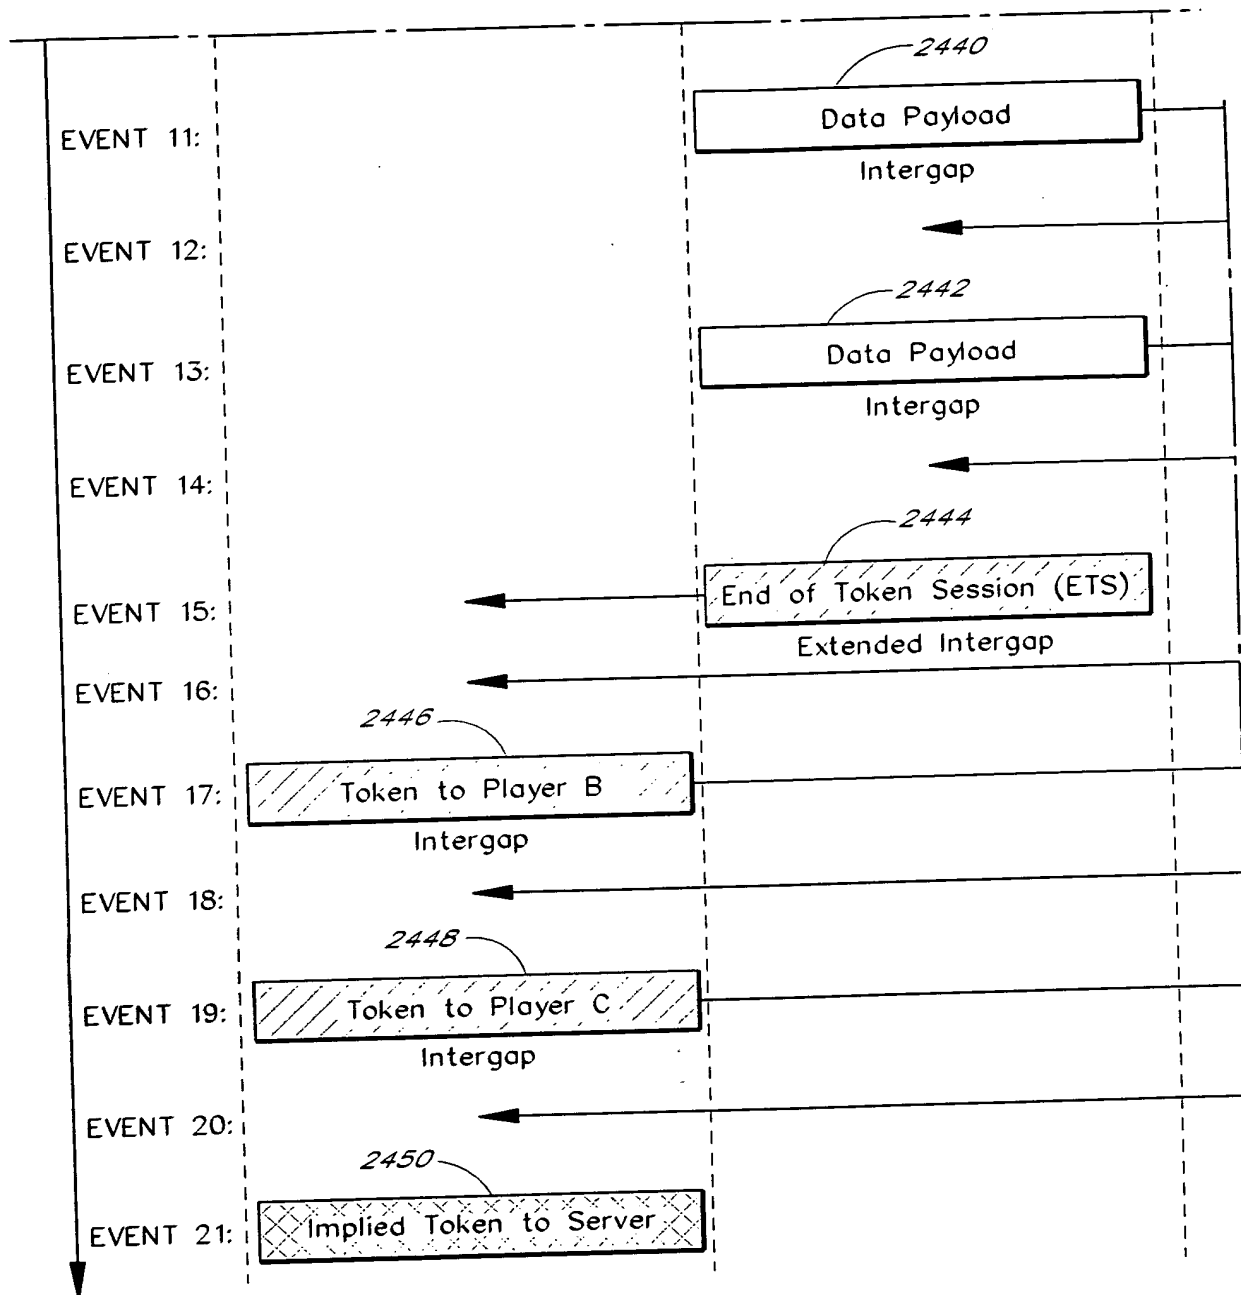 2440
Data Payload
EVENT 11:
Intergap
EVENT 12:
2442
Data Payload
EVENT 13:
Intergap
EVENT 14:
2444
End of Token Session (ETS)
EVENT 15:
Extended Intergap
EVENT 16:
2446
Token to Player B
EVENT 17:
Intergap
EVENT 18:
2448
Token to Player C
EVENT 19:
Intergap
EVENT 20:
2450
Implied Token to Server
EVENT 21: